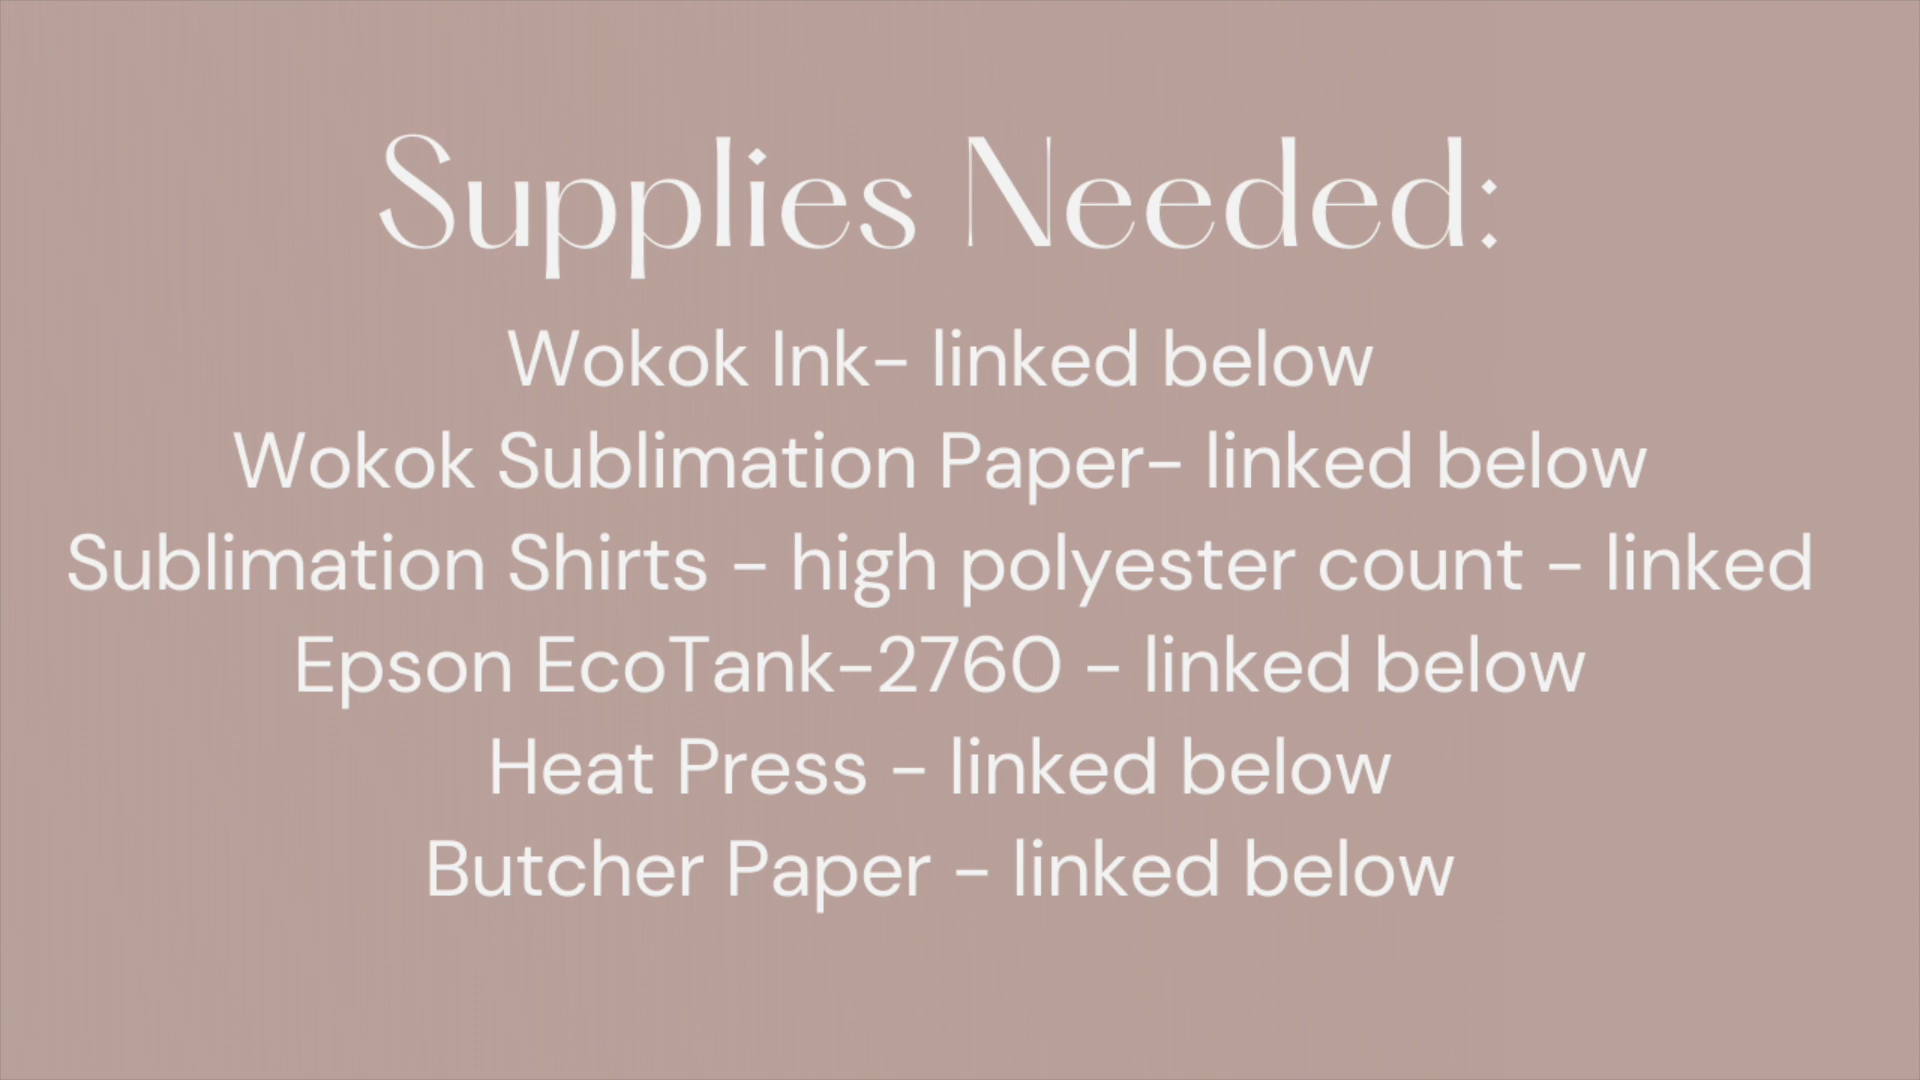 Supplies Needed:
Wokok Ink- linked below
Wokok Sublimation Paper- linked below
Sublimation Shirts - high polyester count - linked
Epson EcoTank-2760 - linked below
Heat Press - linked below
Butcher Paper - linked below